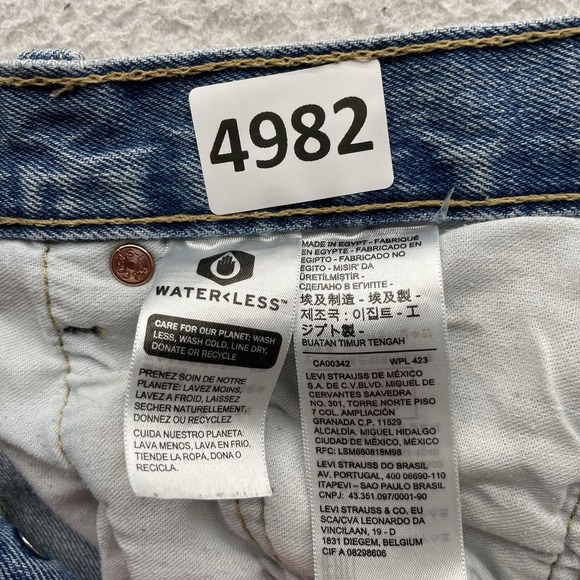 4982
WATER<LESS™
CARE FOR OUR PLANET: WASH
LESS, WASH COLD, LINE DRY,
DONATE OR RECYCLE
PRENEZ SOIN DE NOTRE
PLANÈTE: LAVEZ MOINS,
LAVEZ A FROID, LAISSEZ
SECHER NATURELLEMENT,
DONNEZ OU RECYCLEZ
CUIDA NUESTRO PLANETA:
LAVA MENOS, LAVA EN FRIO,
TIENDE LA ROPA, DONA O
RECICLA.
MADE IN EGYPT - FABRIQUÉ
EN EGYPTE - FABRICADO EN
EGIPTO - FABRICADO NO
EGITO - MISIR' DA
ÜRETİLMİŞTİR -
СДЕЛАНО В ЕГИПТЕ -
埃及制造 - 埃及製 -
제조국 : 이집트 - エ
ジプト製 -
BUATAN TIMUR TENGAH
CA00342 WPL 423
LEVI STRAUSS DE MÉXICO
S.A. DE C.V.BLVD. MIGUEL DE
CERVANTES SAAVEDRA
NO. 301, TORRE NORTE PISO
7 COL. AMPLIACIÓN
GRANADA C.P. 11529
ALCALDÍA. MIGUEL HIDALGO
CIUDAD DE MÉXICO, MÉXICO
RFC: LSM660818M98
LEVI STRAUSS DO BRASIL
AV. PORTUGAL, 400 06690-110
ITAPEVI – SAO PAULO BRASIL
CNPJ: 43.351.097/0001-90
LEVI STRAUSS & CO. EU
SCA/CVA LEONARDO DA
VINCILAAN, 19 - D
1831 DIEGEM, BELGIUM
CIF A 08298606